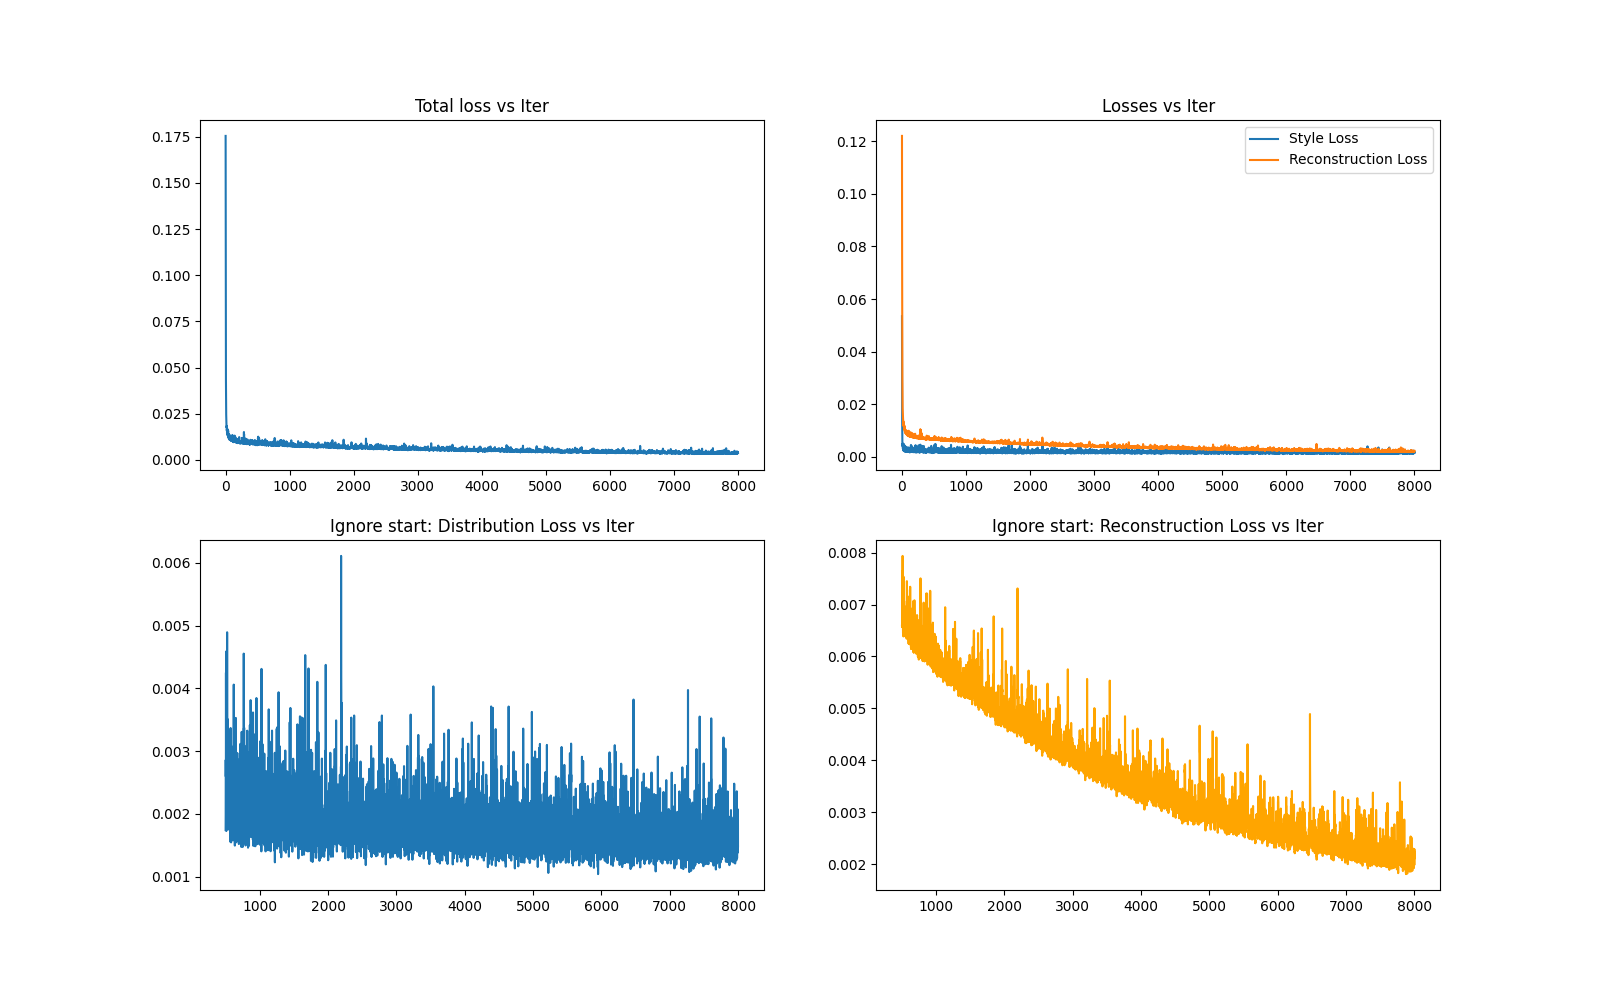 Total loss vs Iter
0.175
0.150
0.125
0.100
0.075
0.050
0.025
0.000
0 1000 2000 3000 4000 5000 6000 7000 8000
Losses vs Iter
Style Loss
Reconstruction Loss
0.12
0.10
0.08
0.06
0.04
0.02
0.00
0 1000 2000 3000 4000 5000 6000 7000 8000
Ignore start: Distribution Loss vs Iter
0.006
0.005
0.004
0.003
0.002
0.001
1000 2000 3000 4000 5000 6000 7000 8000
Ignore start: Reconstruction Loss vs Iter
0.008
0.007
0.006
0.005
0.004
0.003
0.002
1000 2000 3000 4000 5000 6000 7000 8000